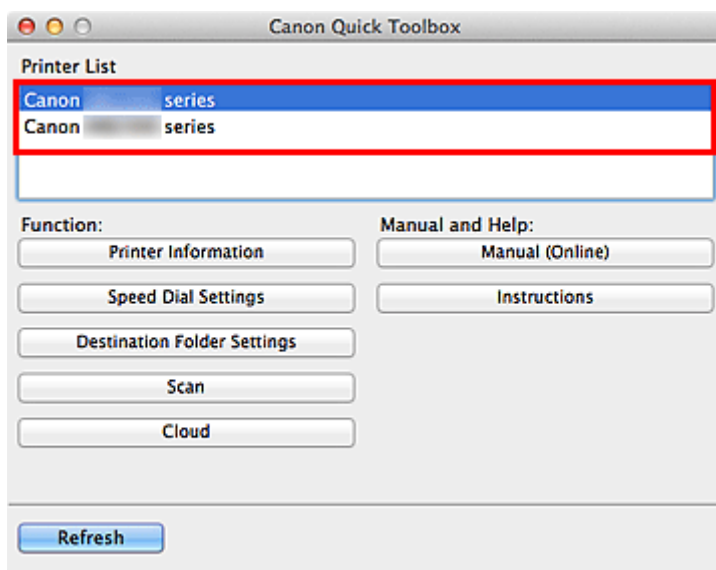 Canon Quick Toolbox
Printer List
Canon series
Canon series
Function:
Printer Information
Speed Dial Settings
Destination Folder Settings
Scan
Cloud
Manual and Help:
Manual (Online)
Instructions
Refresh